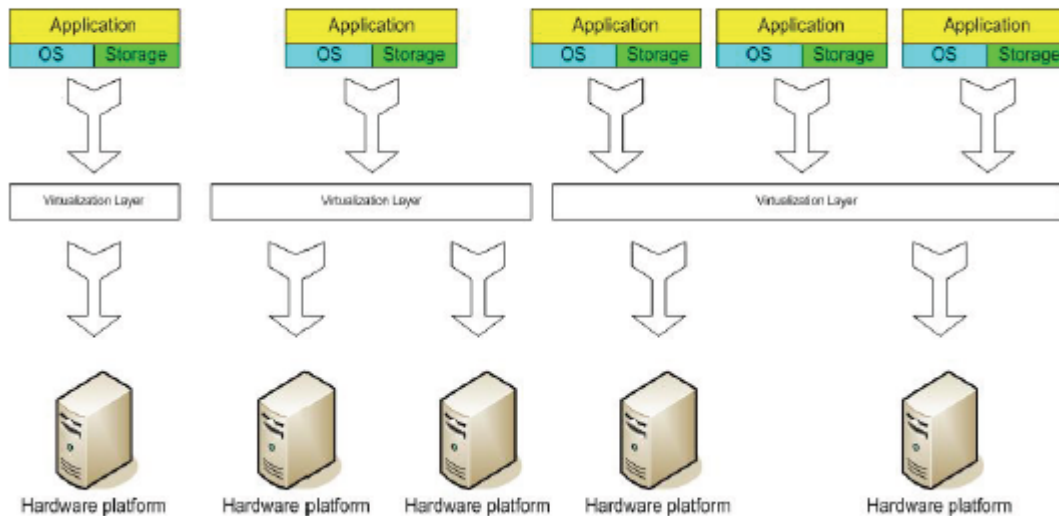 Application
OS Storage
Application
OS Storage
Application
OS Storage
Application
OS Storage
Application
OS Storage
Virtualization Layer
Virtualization Layer
Virtualization Layer
Hardware platform
Hardware platform
Hardware platform
Hardware platform
Hardware platform